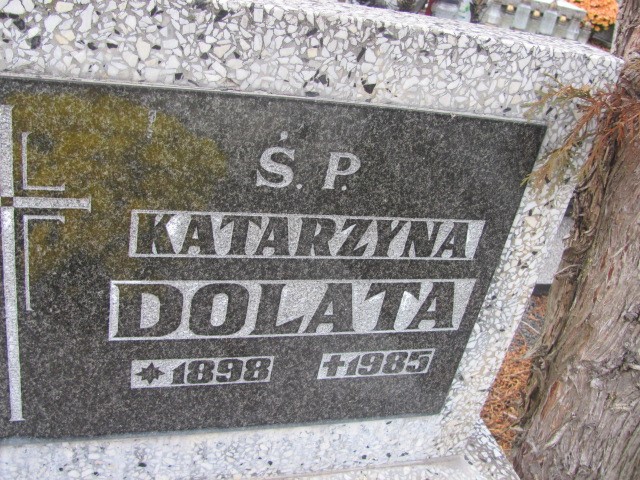 Ś. P.
KATARZYNA
DOLATA
1898 1985